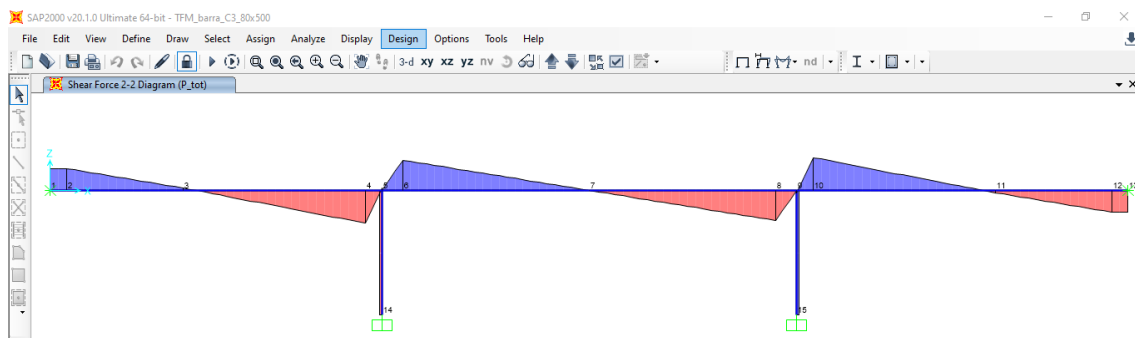 SAP2000 v20.1.0 Ultimate 64-bit - TFM_barra_C3_80x500
File Edit View Define Draw Select Assign Analyze Display Design Options Tools Help
3-d xy xz yz nv nd
Shear Force 2-2 Diagram (P_tot)
Z
X
1 2 3 4 5 6 7 8 9 10 11 12 13
14 15